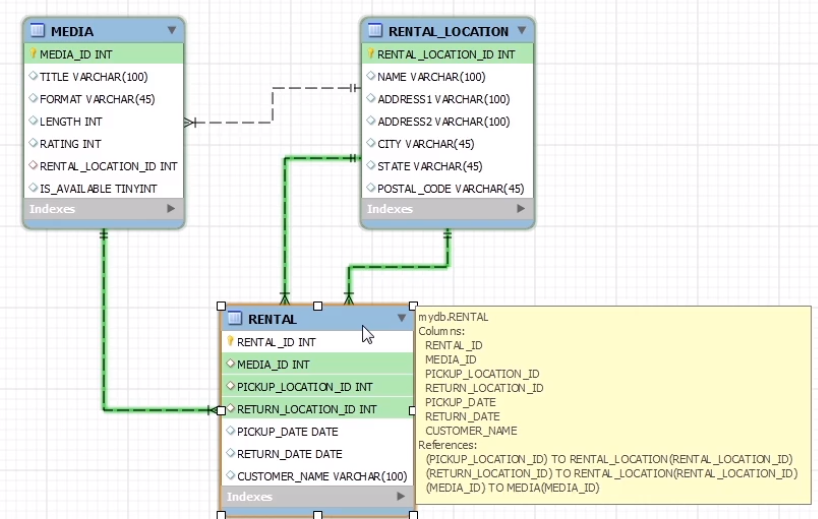 MEDIA
MEDIA_ID INT
TITLE VARCHAR(100)
FORMAT VARCHAR(45)
LENGTH INT
RATING INT
RENTAL_LOCATION_ID INT
IS_AVAILABLE TINYINT
Indexes
RENTAL_LOCATION
RENTAL_LOCATION_ID INT
NAME VARCHAR(100)
ADDRESS1 VARCHAR(100)
ADDRESS2 VARCHAR(100)
CITY VARCHAR(45)
STATE VARCHAR(45)
POSTAL_CODE VARCHAR(45)
Indexes
RENTAL
RENTAL_ID INT
MEDIA_ID INT
PICKUP_LOCATION_ID INT
RETURN_LOCATION_ID INT
PICKUP_DATE DATE
RETURN_DATE DATE
CUSTOMER_NAME VARCHAR(100)
Indexes
mydb.RENTAL
Columns:
RENTAL_ID
MEDIA_ID
PICKUP_LOCATION_ID
RETURN_LOCATION_ID
PICKUP_DATE
RETURN_DATE
CUSTOMER_NAME
References:
(PICKUP_LOCATION_ID) TO RENTAL_LOCATION(RENTAL_LOCATION_ID)
(RETURN_LOCATION_ID) TO RENTAL_LOCATION(RENTAL_LOCATION_ID)
(MEDIA_ID) TO MEDIA(MEDIA_ID)